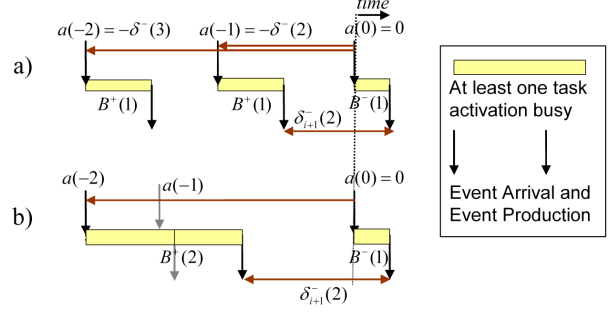 time
a(−2) = −δ⁻(3) a(−1) = −δ⁻(2) a(0) = 0
a)
B⁺(1) B⁺(1) B⁻(1)
δ⁻ᵢ₊₁(2)
a(−2) a(−1) a(0) = 0
b)
B⁺(2) B⁻(1)
δ⁻ᵢ₊₁(2)
At least one task
activation busy
Event Arrival and
Event Production